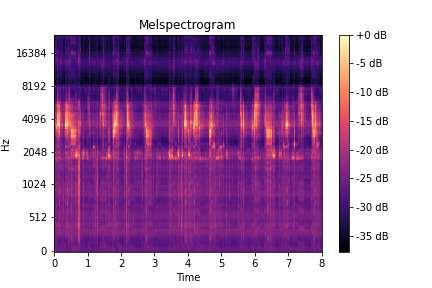 Melspectrogram
16384
8192
4096
2048
1024
512
0
Hz
0 1 2 3 4 5 6 7 8
Time
+0 dB
-5 dB
-10 dB
-15 dB
-20 dB
-25 dB
-30 dB
-35 dB